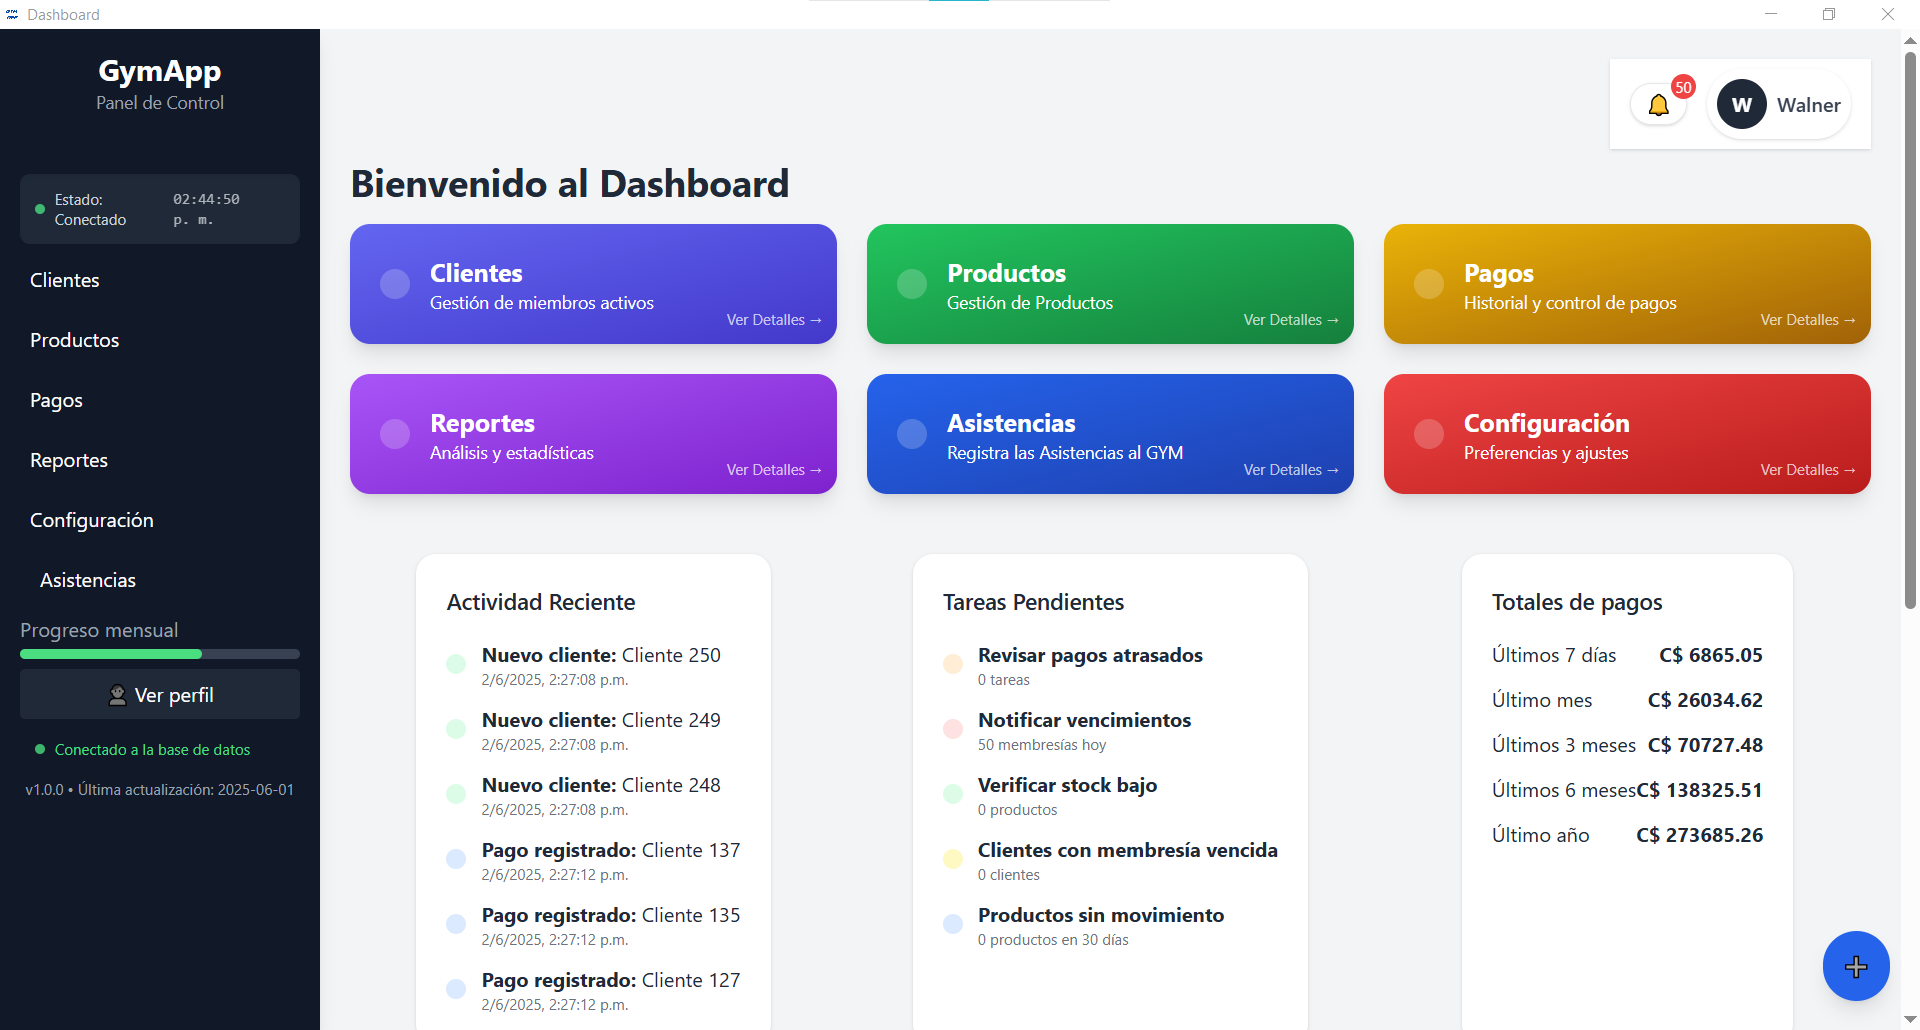 Dashboard
GymApp
Panel de Control
Estado:
Conectado
02:44:50
p. m.
Clientes
Productos
Pagos
Reportes
Configuración
Asistencias
Progreso mensual
Ver perfil
Conectado a la base de datos
v1.0.0 • Última actualización: 2025-06-01
50
W
Walner
Bienvenido al Dashboard
Clientes
Gestión de miembros activos
Ver Detalles →
Productos
Gestión de Productos
Ver Detalles →
Pagos
Historial y control de pagos
Ver Detalles →
Reportes
Análisis y estadísticas
Ver Detalles →
Asistencias
Registra las Asistencias al GYM
Ver Detalles →
Configuración
Preferencias y ajustes
Ver Detalles →
Actividad Reciente
Nuevo cliente: Cliente 250
2/6/2025, 2:27:08 p.m.
Nuevo cliente: Cliente 249
2/6/2025, 2:27:08 p.m.
Nuevo cliente: Cliente 248
2/6/2025, 2:27:08 p.m.
Pago registrado: Cliente 137
2/6/2025, 2:27:12 p.m.
Pago registrado: Cliente 135
2/6/2025, 2:27:12 p.m.
Pago registrado: Cliente 127
2/6/2025, 2:27:12 p.m.
Tareas Pendientes
Revisar pagos atrasados
0 tareas
Notificar vencimientos
50 membresías hoy
Verificar stock bajo
0 productos
Clientes con membresía vencida
0 clientes
Productos sin movimiento
0 productos en 30 días
Totales de pagos
Últimos 7 días C$ 6865.05
Último mes C$ 26034.62
Últimos 3 meses C$ 70727.48
Últimos 6 meses C$ 138325.51
Último año C$ 273685.26